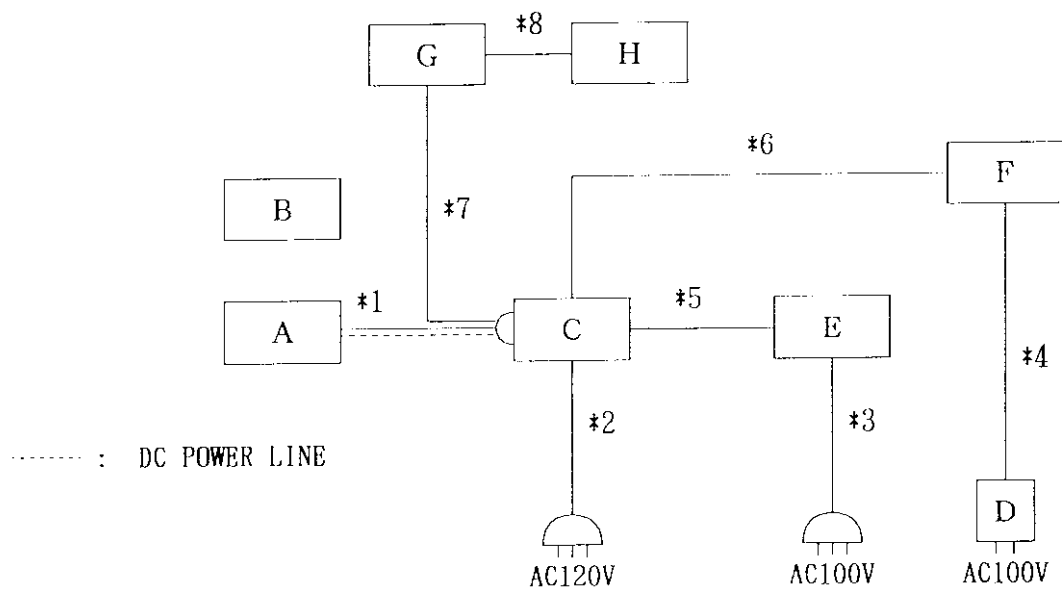 *8
G
H
*6
F
B
*7
*1
*5
A
C
E
*4
*2
*3
- - - - - - : DC POWER LINE
D
AC120V
AC100V
AC100V